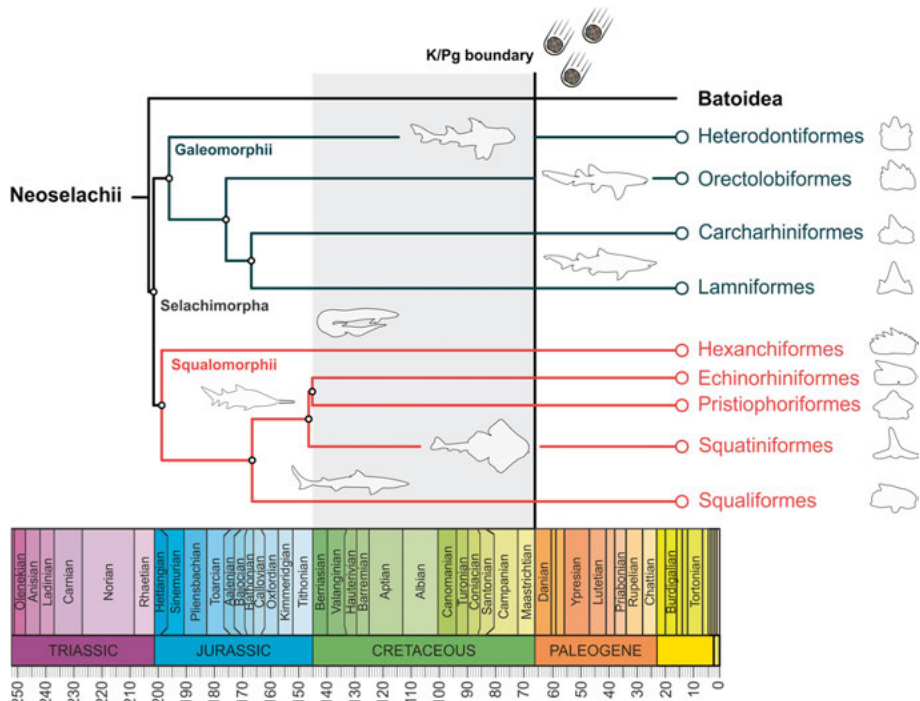 K/Pg boundary
Batoidea
Galeomorphii
Heterodontiformes
Neoselachii
Orectolobiformes
Carcharhiniformes
Selachimorpha
Lamniformes
Squalomorphii
Hexanchiformes
Echinorhiniformes
Pristiophoriformes
Squatiniformes
Squaliformes
Olenekian
Anisian
Ladinian
Carnian
Norian
Rhaetian
Hettangian
Sinemurian
Pliensbachian
Toarcian
Aalenian
Bajocian
Bathonian
Callovian
Oxfordian
Kimmeridgian
Tithonian
Berriasian
Valanginian
Hauterivian
Barremian
Aptian
Albian
Canomanian
Turonian
Coniacian
Santonian
Campanian
Maastrichtian
Danian
Ypresian
Lutetian
Priabonian
Rupelian
Chattian
Burdigalian
Tortonian
TRIASSIC JURASSIC CRETACEOUS PALEOGENE
250 240 230 220 210 200 190 180 170 160 150 140 130 120 110 100 90 80 70 60 50 40 30 20 10 0